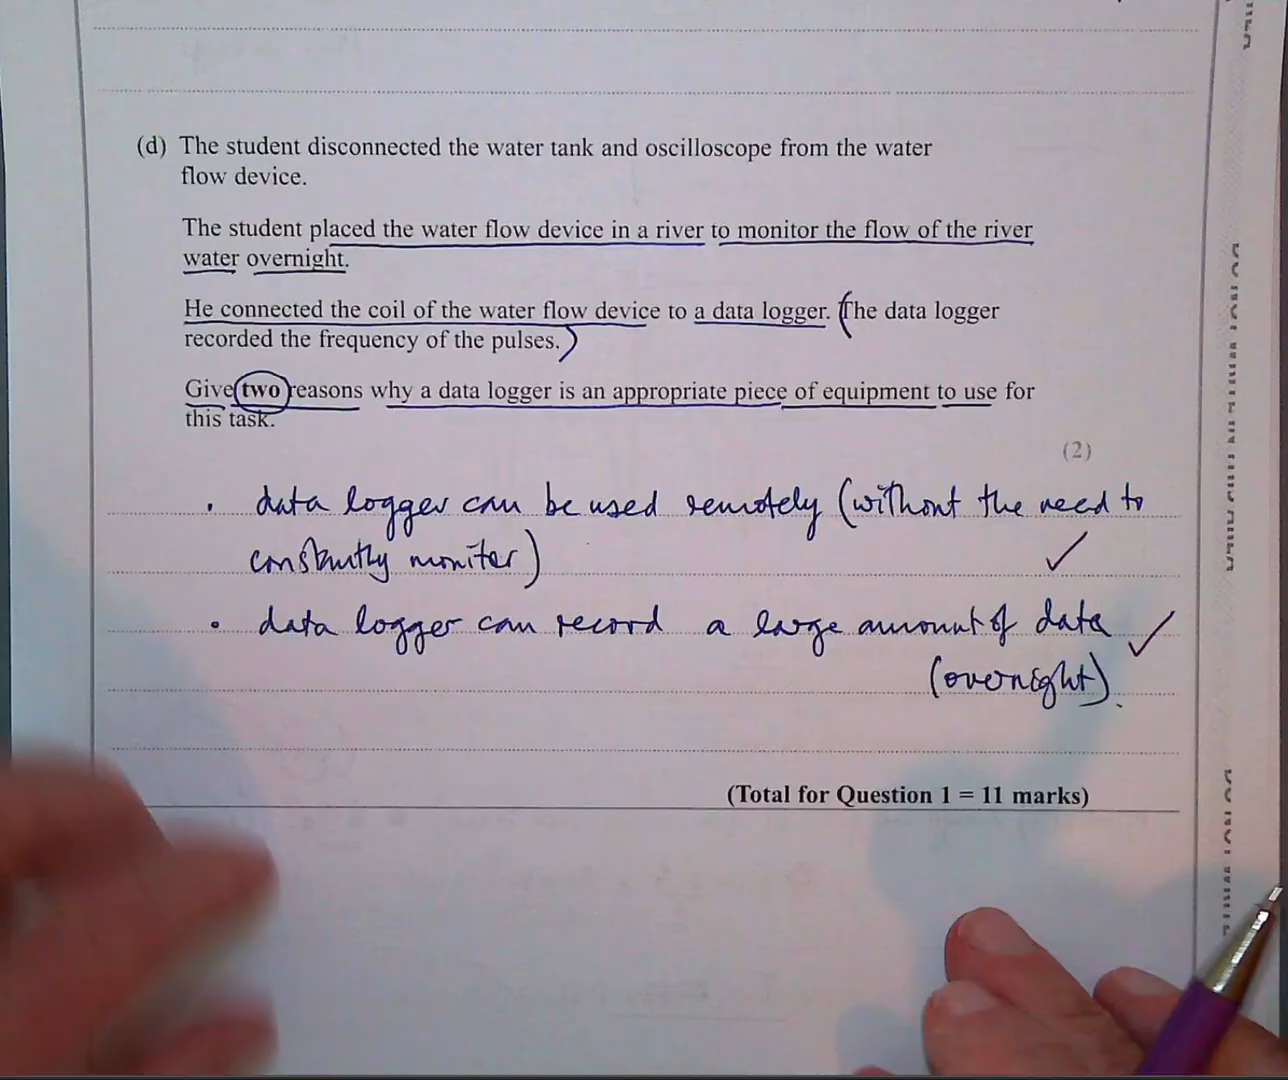 (d) The student disconnected the water tank and oscilloscope from the water
flow device.
The student placed the water flow device in a river to monitor the flow of the river
water overnight.
He connected the coil of the water flow device to a data logger. (The data logger
recorded the frequency of the pulses.)
Give two reasons why a data logger is an appropriate piece of equipment to use for
this task.
(2)
• data logger can be used remotely (without the need to
constantly moniter) ✓
• data logger can record a large amount of data ✓
(overnight).
(Total for Question 1 = 11 marks)